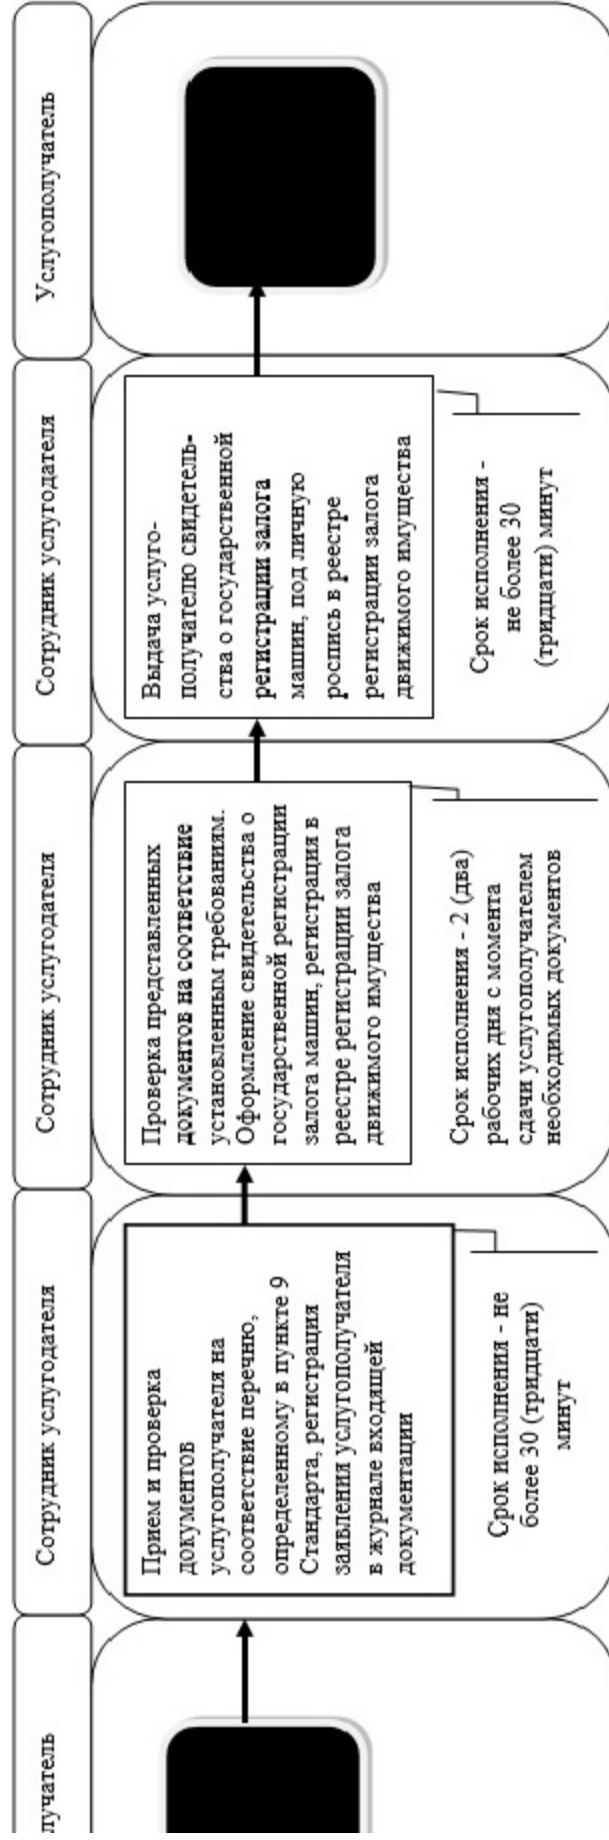 лучатель
Сотрудник услугодателя
Прием и проверка
документов
услугополучателя на
соответствие перечню,
определенному в пункте 9
Стандарта, регистрация
заявления услугополучателя
в журнале входящей
документации
Срок исполнения - не
более 30 (тридцати)
минут
Сотрудник услугодателя
Проверка представленных
документов на соответствие
установленным требованиям.
Оформление свидетельства о
государственной регистрации
залога машин, регистрация в
реестре регистрации залога
движимого имущества
Срок исполнения - 2 (два)
рабочих дня с момента
сдачи услугополучателем
необходимых документов
Сотрудник услугодателя
Выдача услуго-
получателю свидетель-
ства о государственной
регистрации залога
машин, под личную
роспись в реестре
регистрации залога
движимого имущества
Срок исполнения -
не более 30
(тридцати) минут
Услугополучатель